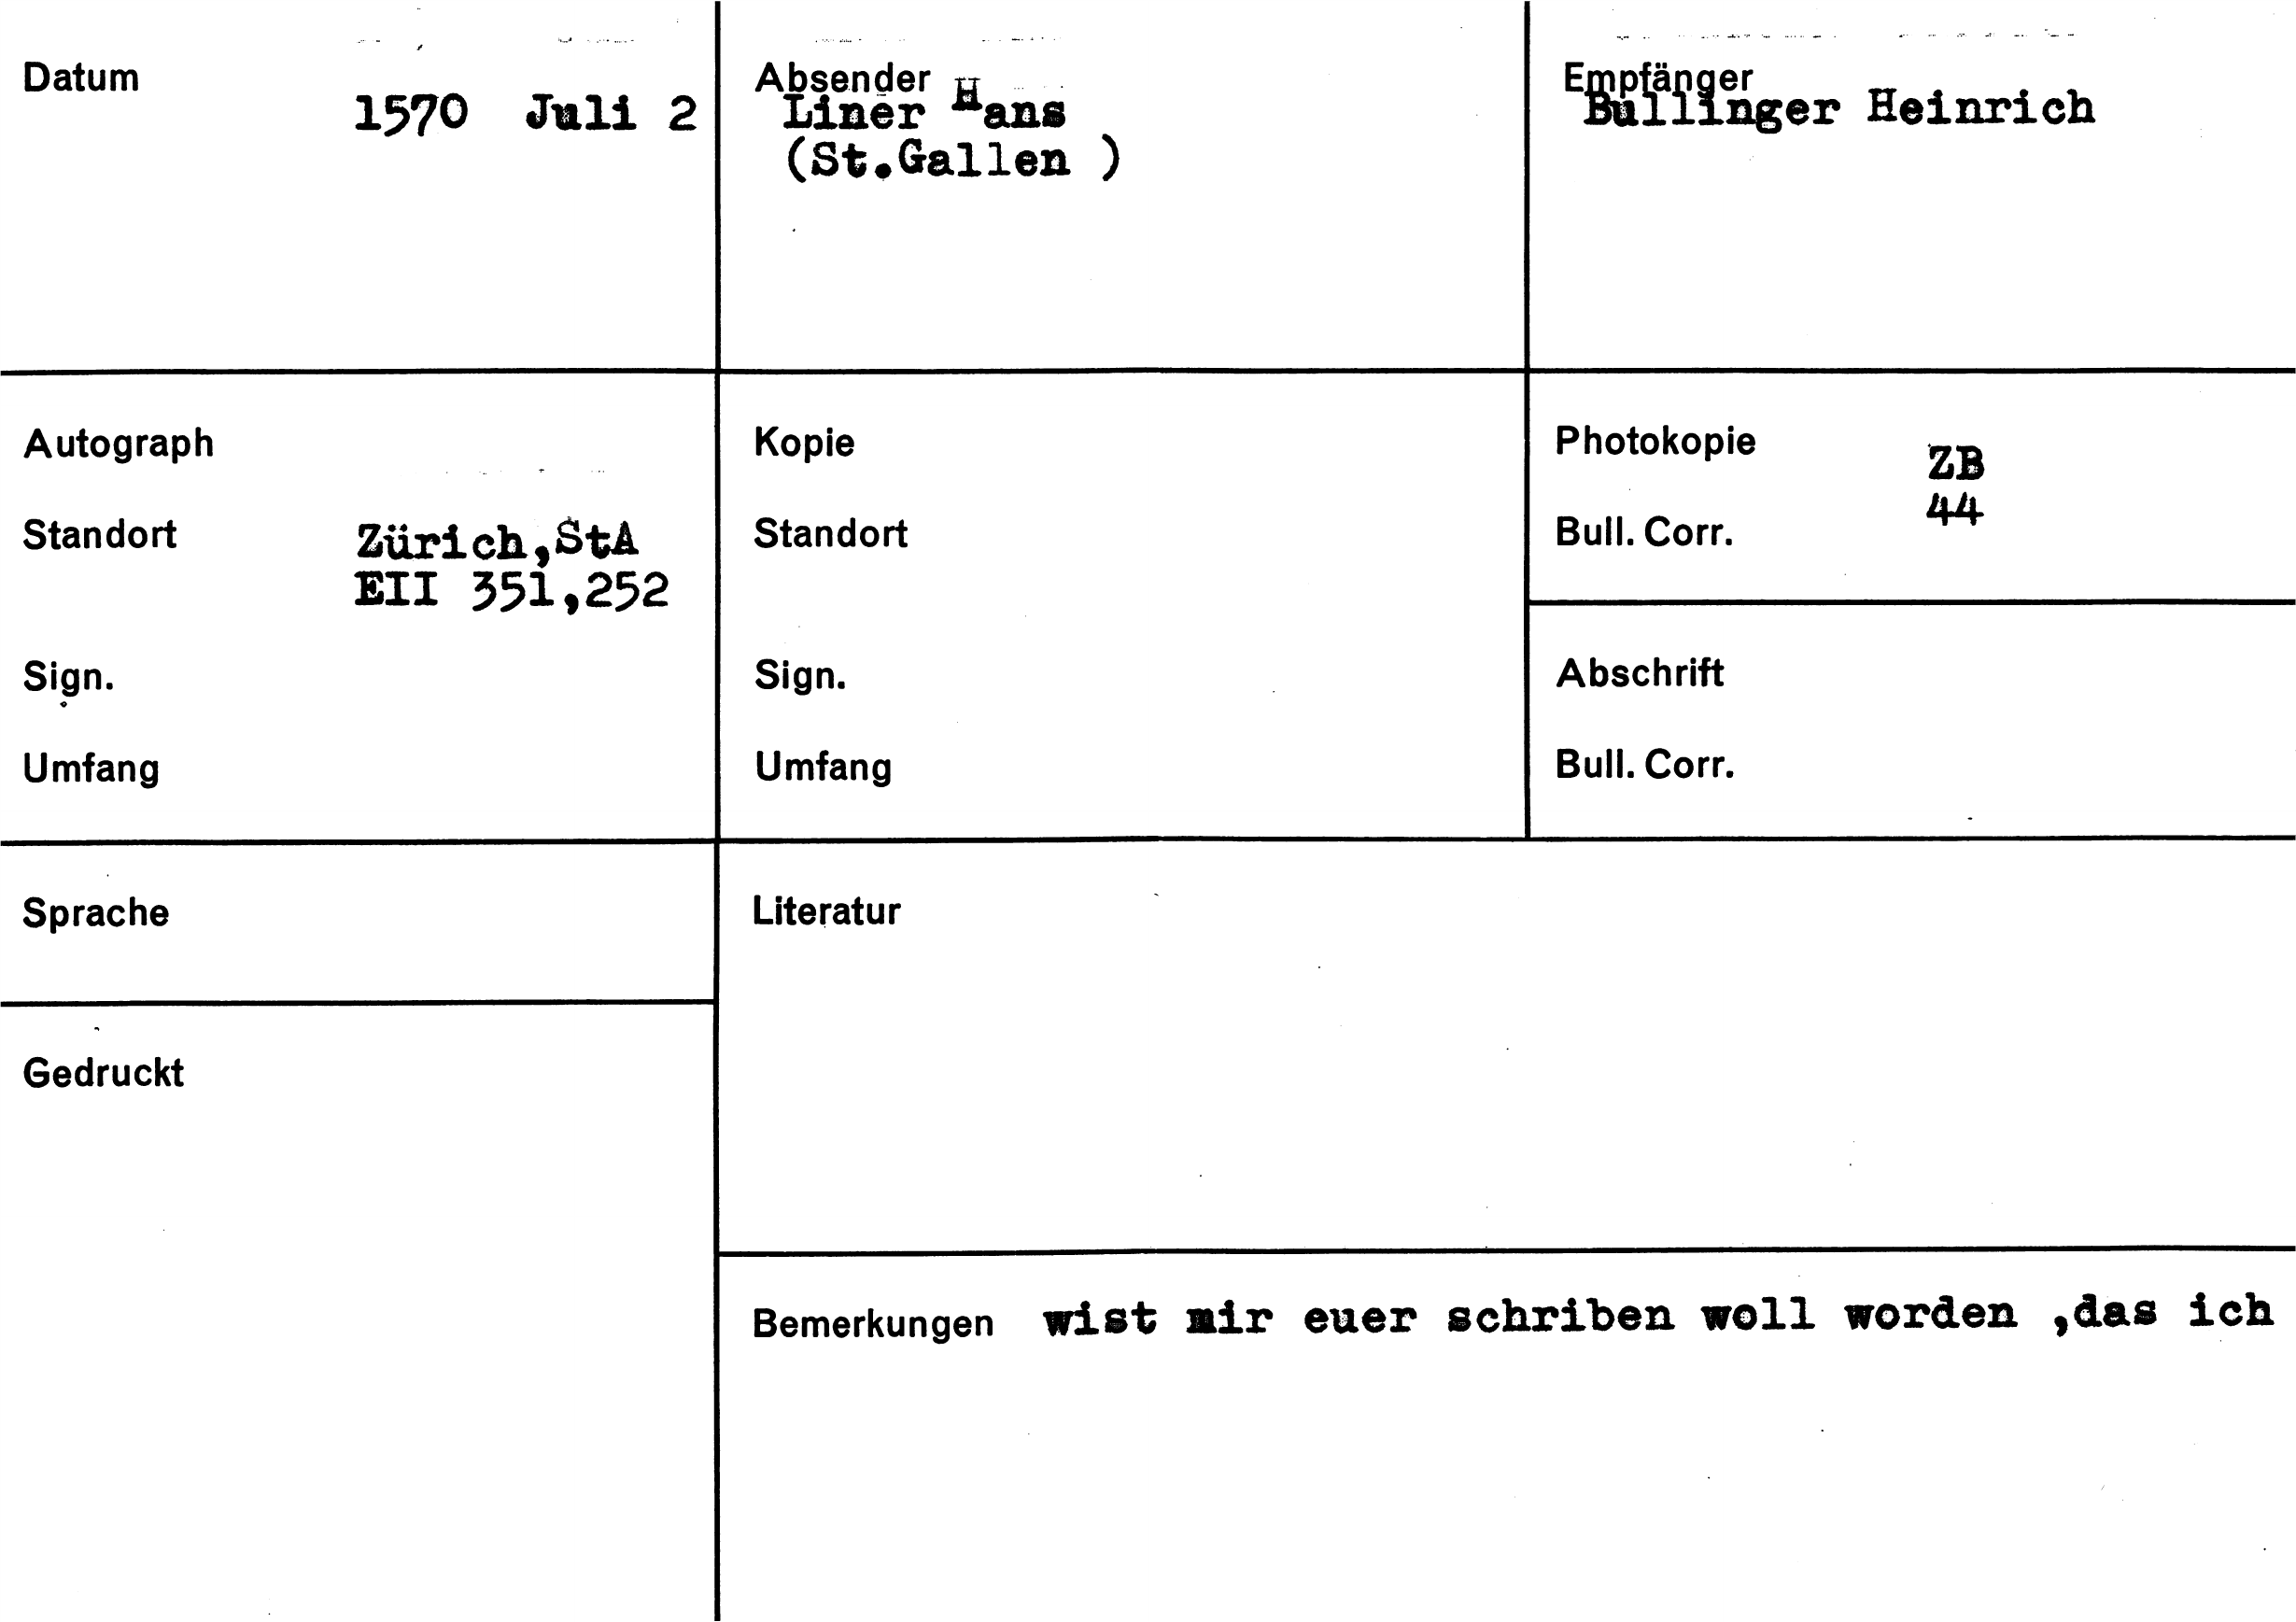 Datum
1570 Juli 2
Absender
Liner Hans
(St.Gallen )
Empfänger
Bullinger Heinrich
Autograph
Standort
Zürich,StA
EII 351,252
Sign.
Umfang
Kopie
Standort
Sign.
Umfang
Photokopie
ZB
Bull. Corr.
44
Abschrift
Bull. Corr.
Sprache
Gedruckt
Literatur
Bemerkungen wist mir euer schriben woll worden ,das ich